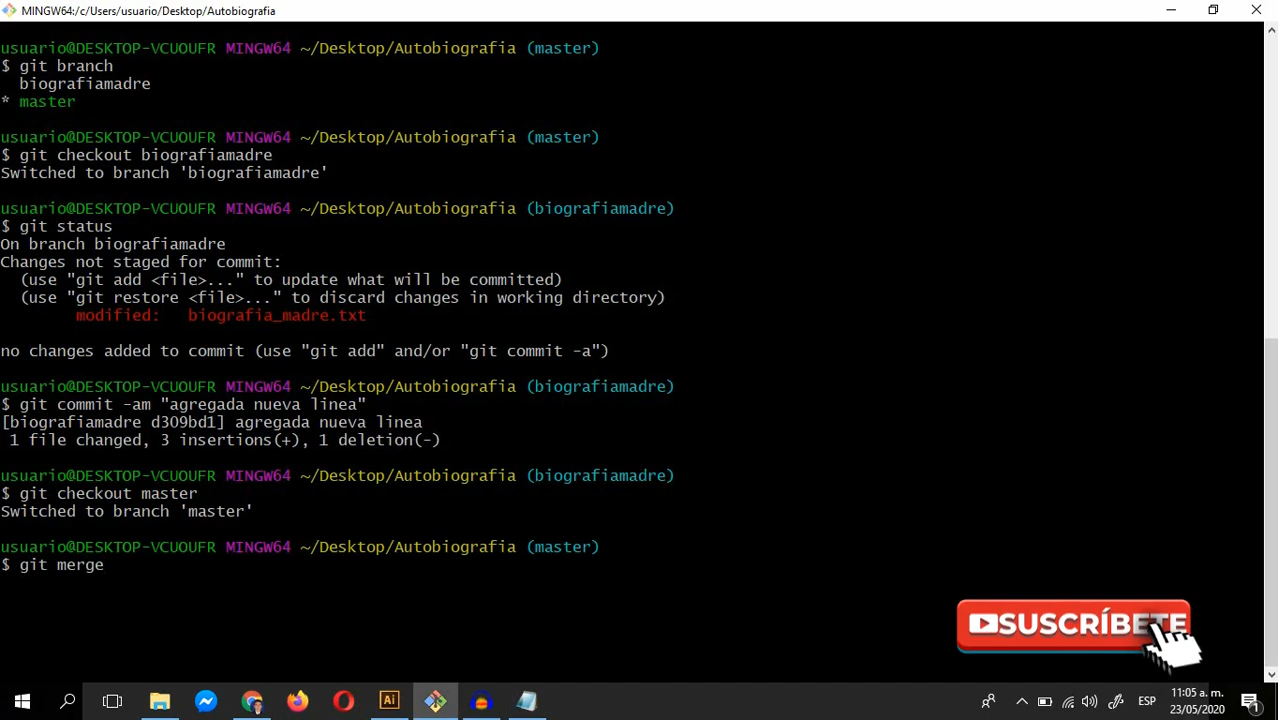 MINGW64:/c/Users/usuario/Desktop/Autobiografia
usuario@DESKTOP-VCUOUFR MINGW64 ~/Desktop/Autobiografia (master)
$ git branch
  biografiamadre
* master
usuario@DESKTOP-VCUOUFR MINGW64 ~/Desktop/Autobiografia (master)
$ git checkout biografiamadre
Switched to branch 'biografiamadre'
usuario@DESKTOP-VCUOUFR MINGW64 ~/Desktop/Autobiografia (biografiamadre)
$ git status
On branch biografiamadre
Changes not staged for commit:
  (use "git add <file>..." to update what will be committed)
  (use "git restore <file>..." to discard changes in working directory)
        modified:   biografia_madre.txt
no changes added to commit (use "git add" and/or "git commit -a")
usuario@DESKTOP-VCUOUFR MINGW64 ~/Desktop/Autobiografia (biografiamadre)
$ git commit -am "agregada nueva linea"
[biografiamadre d309bd1] agregada nueva linea
 1 file changed, 3 insertions(+), 1 deletion(-)
usuario@DESKTOP-VCUOUFR MINGW64 ~/Desktop/Autobiografia (biografiamadre)
$ git checkout master
Switched to branch 'master'
usuario@DESKTOP-VCUOUFR MINGW64 ~/Desktop/Autobiografia (master)
$ git merge
SUSCRÍBETE
Ai
ESP
11:05 a. m.
23/05/2020
1